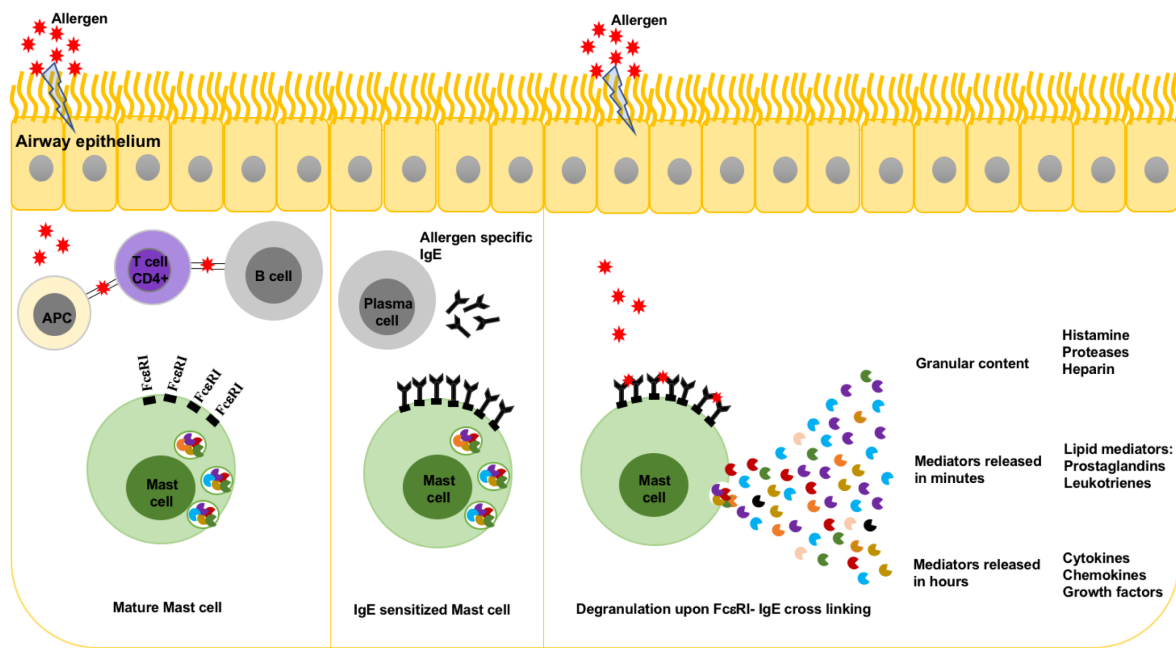 Allergen
Allergen
Airway epithelium
T cell
CD4+
B cell
APC
FcεRI
FcεRI
FcεRI
FcεRI
Mast
cell
Mature Mast cell
Allergen specific
IgE
Plasma
cell
Mast
cell
IgE sensitized Mast cell
Mast
cell
Degranulation upon FcεRI- IgE cross linking
Granular content
Histamine
Proteases
Heparin
Mediators released
in minutes
Lipid mediators:
Prostaglandins
Leukotrienes
Mediators released
in hours
Cytokines
Chemokines
Growth factors